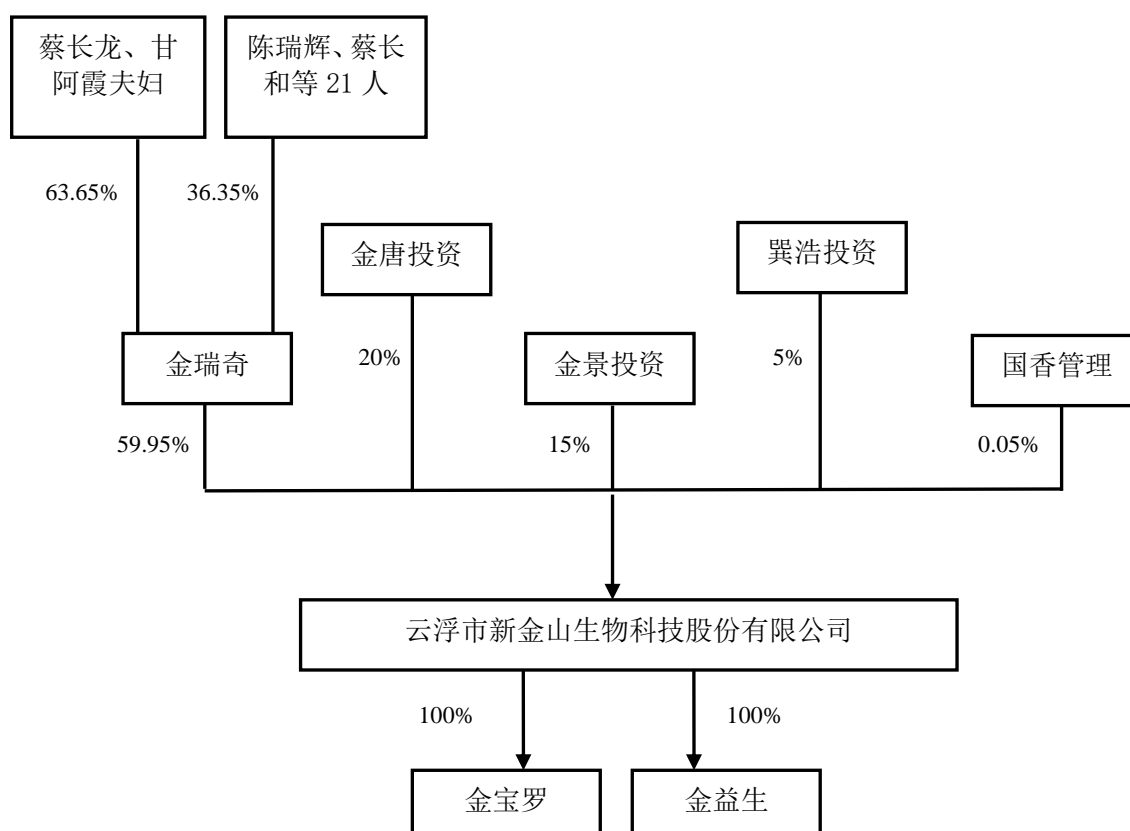 蔡长龙、甘
阿霞夫妇
陈瑞辉、蔡长
和等 21 人
63.65%
36.35%
金唐投资
巽浩投资
金瑞奇
20%
金景投资
5%
国香管理
59.95%
15%
0.05%
云浮市新金山生物科技股份有限公司
100%
100%
金宝罗
金益生